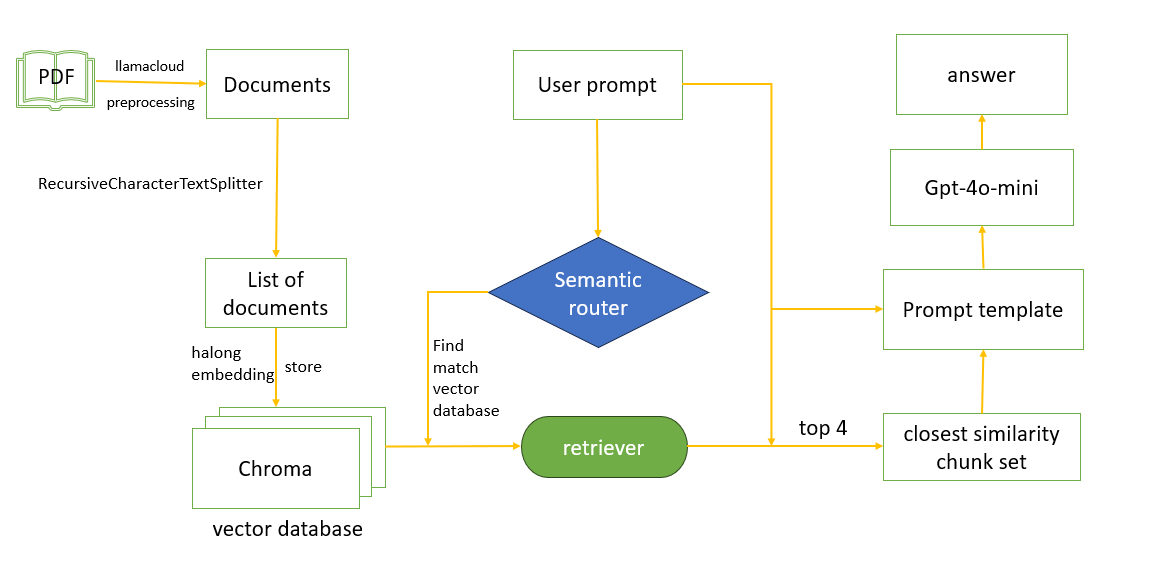 PDF
llamacloud
preprocessing
Documents
User prompt
answer
RecursiveCharacterTextSplitter
Gpt-4o-mini
List of
documents
Semantic
router
Prompt template
halong
embedding
store
Find
match
vector
database
Chroma
vector database
retriever
top 4
closest similarity
chunk set